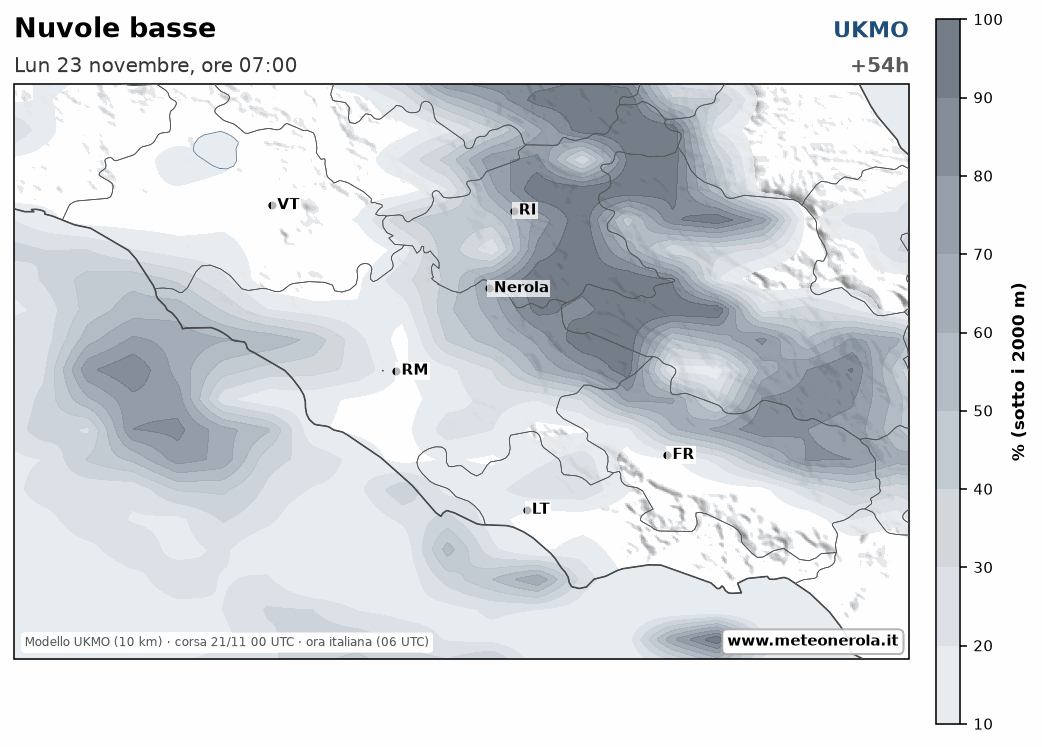 Nuvole basse
UKMO
Lun 23 novembre, ore 07:00
+54h
VT
RI
Nerola
RM
FR
LT
Modello UKMO (10 km) · corsa 21/11 00 UTC · ora italiana (06 UTC)
www.meteonerola.it
100
90
80
70
60
50
40
30
20
10
% (sotto i 2000 m)